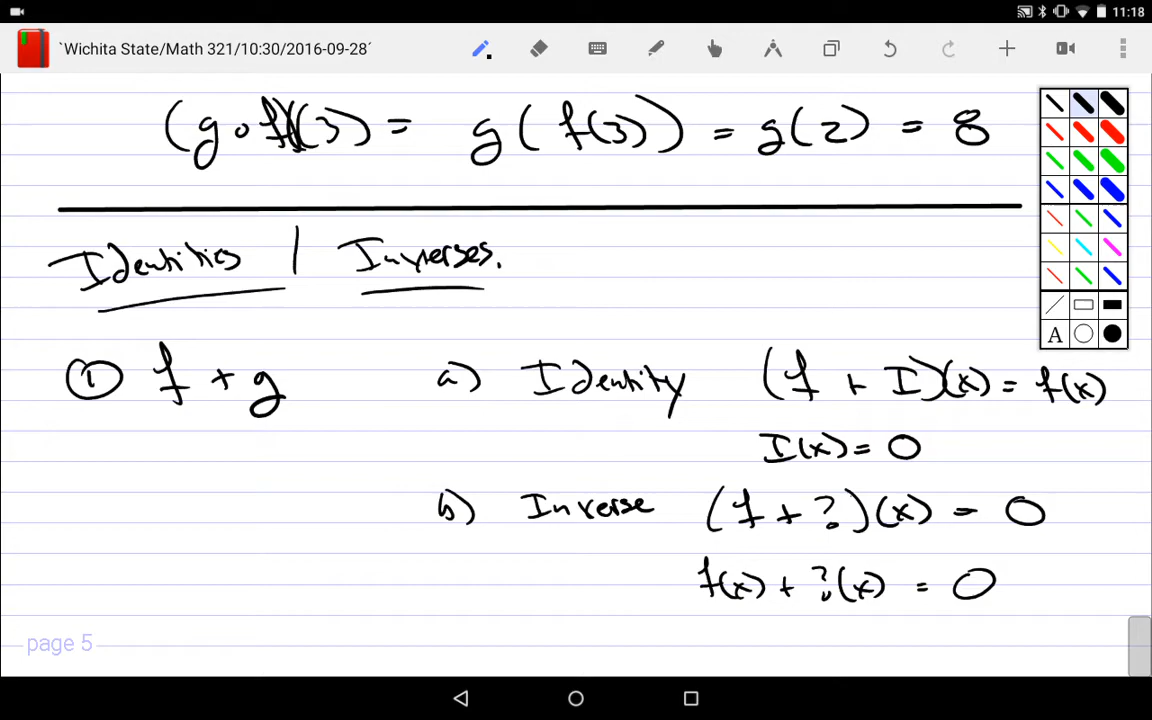 11:18
`Wichita State/Math 321/10:30/2016-09-28´
(g∘f)(3) = g(f(3)) = g(2) = 8
Identities | Inverses.
① f + g a) Identity (f + I)(x) = f(x)
I(x) = 0
b) Inverse (f + ?)(x) = 0
f(x) + ?(x) = 0
page 5
A